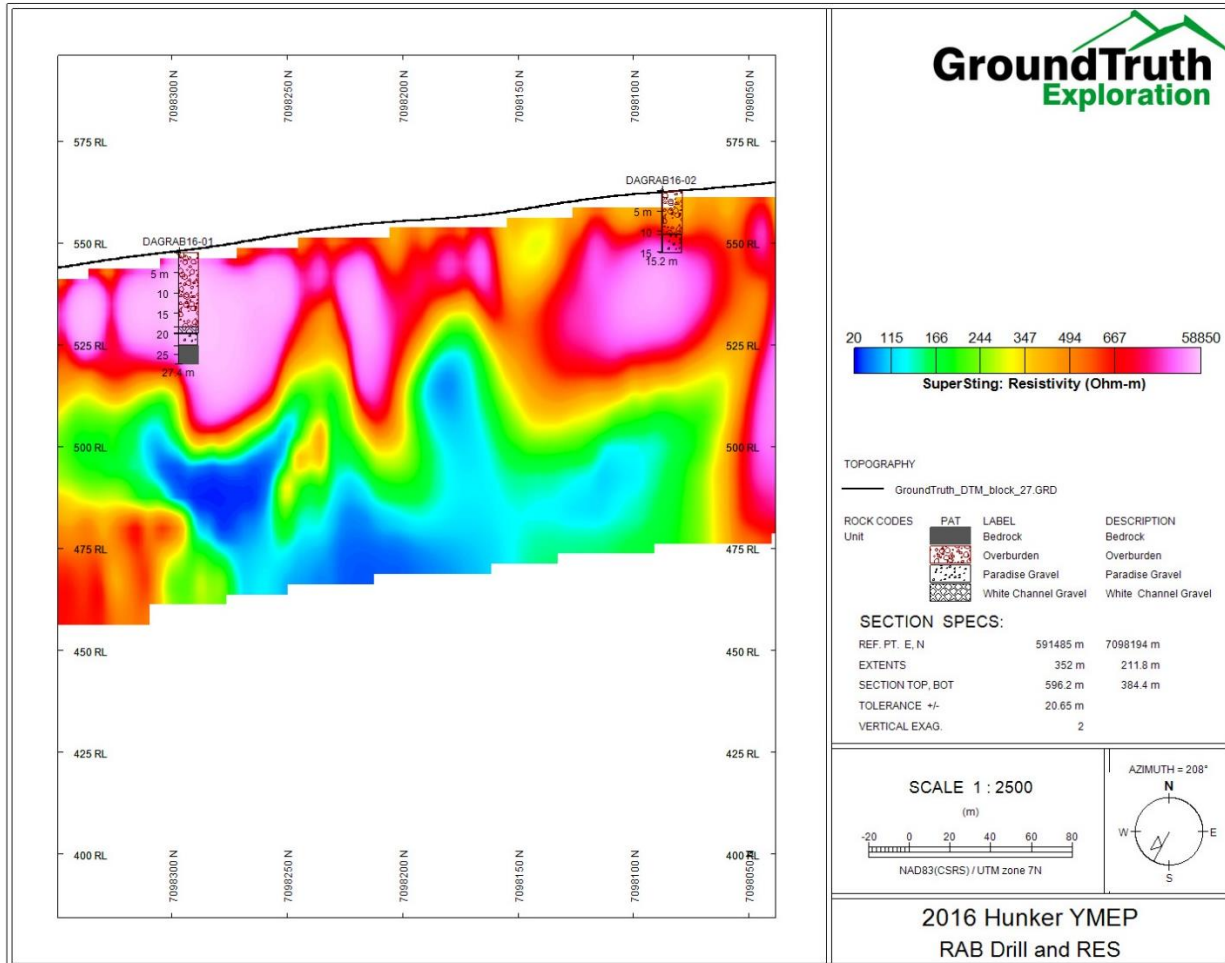 GroundTruth
Exploration
7098300 N
7098250 N
7098200 N
7098150 N
7098100 N
7098050 N
575 RL 575 RL
DAGRAB16-02
5 m
10
15
15.2 m
550 RL 550 RL
DAGRAB16-01
5 m
10
15
20
25
27.4 m
525 RL 525 RL
500 RL 500 RL
475 RL 475 RL
450 RL 450 RL
425 RL 425 RL
400 RL 400 RL
7098300 N
7098250 N
7098200 N
7098150 N
7098100 N
7098050 N
20 115 166 244 347 494 667 58850
SuperSting: Resistivity (Ohm-m)
TOPOGRAPHY
GroundTruth_DTM_block_27.GRD
ROCK CODES PAT LABEL DESCRIPTION
Unit Bedrock Bedrock
Overburden Overburden
Paradise Gravel Paradise Gravel
White Channel Gravel White Channel Gravel
SECTION SPECS:
REF. PT. E, N 591485 m 7098194 m
EXTENTS 352 m 211.8 m
SECTION TOP, BOT 596.2 m 384.4 m
TOLERANCE +/- 20.65 m
VERTICAL EXAG. 2
SCALE 1 : 2500
(m)
-20 0 20 40 60 80
NAD83(CSRS) / UTM zone 7N
AZIMUTH = 208°
N
W E
S
2016 Hunker YMEP
RAB Drill and RES